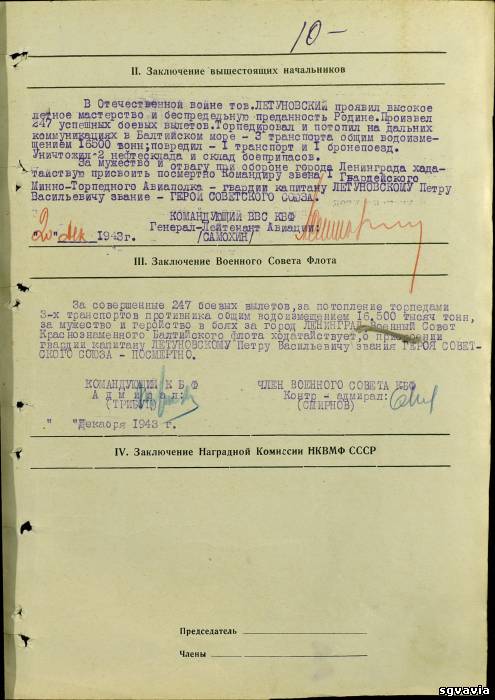 10-
II. Заключение вышестоящих начальников
В Отечественной войне тов.ЛЕТУНОВСКИЙ проявил высокое
летное мастерство и беспредельную преданность Родине.Произвел
247 успешных боевых вылетов.Торпедировал и потопил на дальних
коммуникациях в Балтийском море - 3 транспорта общим водоизме-
щением 16500 тонн;повредил - I транспорт и I бронепоезд.
Уничтожил-2 нефтесклада и склад боеприпасов.
За мужество и отвагу при обороне города Ленинграда хода-
тайствую присвоить посмертно Командиру звена I Гвардейского
Минно-Торпедного Авиаполка - гвардии капитану ЛЕТУНОВСКОМУ Петру
Васильевичу звание - ГЕРОЙ СОВЕТСКОГО СОЮЗА.
КОМАНДУЮЩИЙ ВВС КБФ
Генерал-Лейтенант Авиации:
"20" дек 1943г. /САМОХИН/
III. Заключение Военного Совета Флота
За совершенные 247 боевых вылетов,за потопление торпедами
3-х транспортов противника общим водоизмещением 16.500 тысяч тонн,
за мужество и геройство в боях за город ЛЕНИНГРАД Военный Совет
Краснознаменного Балтийского флота ходатайствует,о присвоении
гвардии капитану ЛЕТУНОВСКОМУ Петру Васильевичу звания ГЕРОЯ СОВЕТ-
СКОГО СОЮЗА - ПОСМЕРТНО.
КОМАНДУЮЩИЙ К Б Ф ЧЛЕН ВОЕННОГО СОВЕТА КБФ
А д м и р а л: Контр - адмирал:
(ТРИБУЦ) (СМИРНОВ)
" "Декабря 1943 г.
IV. Заключение Наградной Комиссии НКВМФ СССР
Председатель
Члены
sgvavia